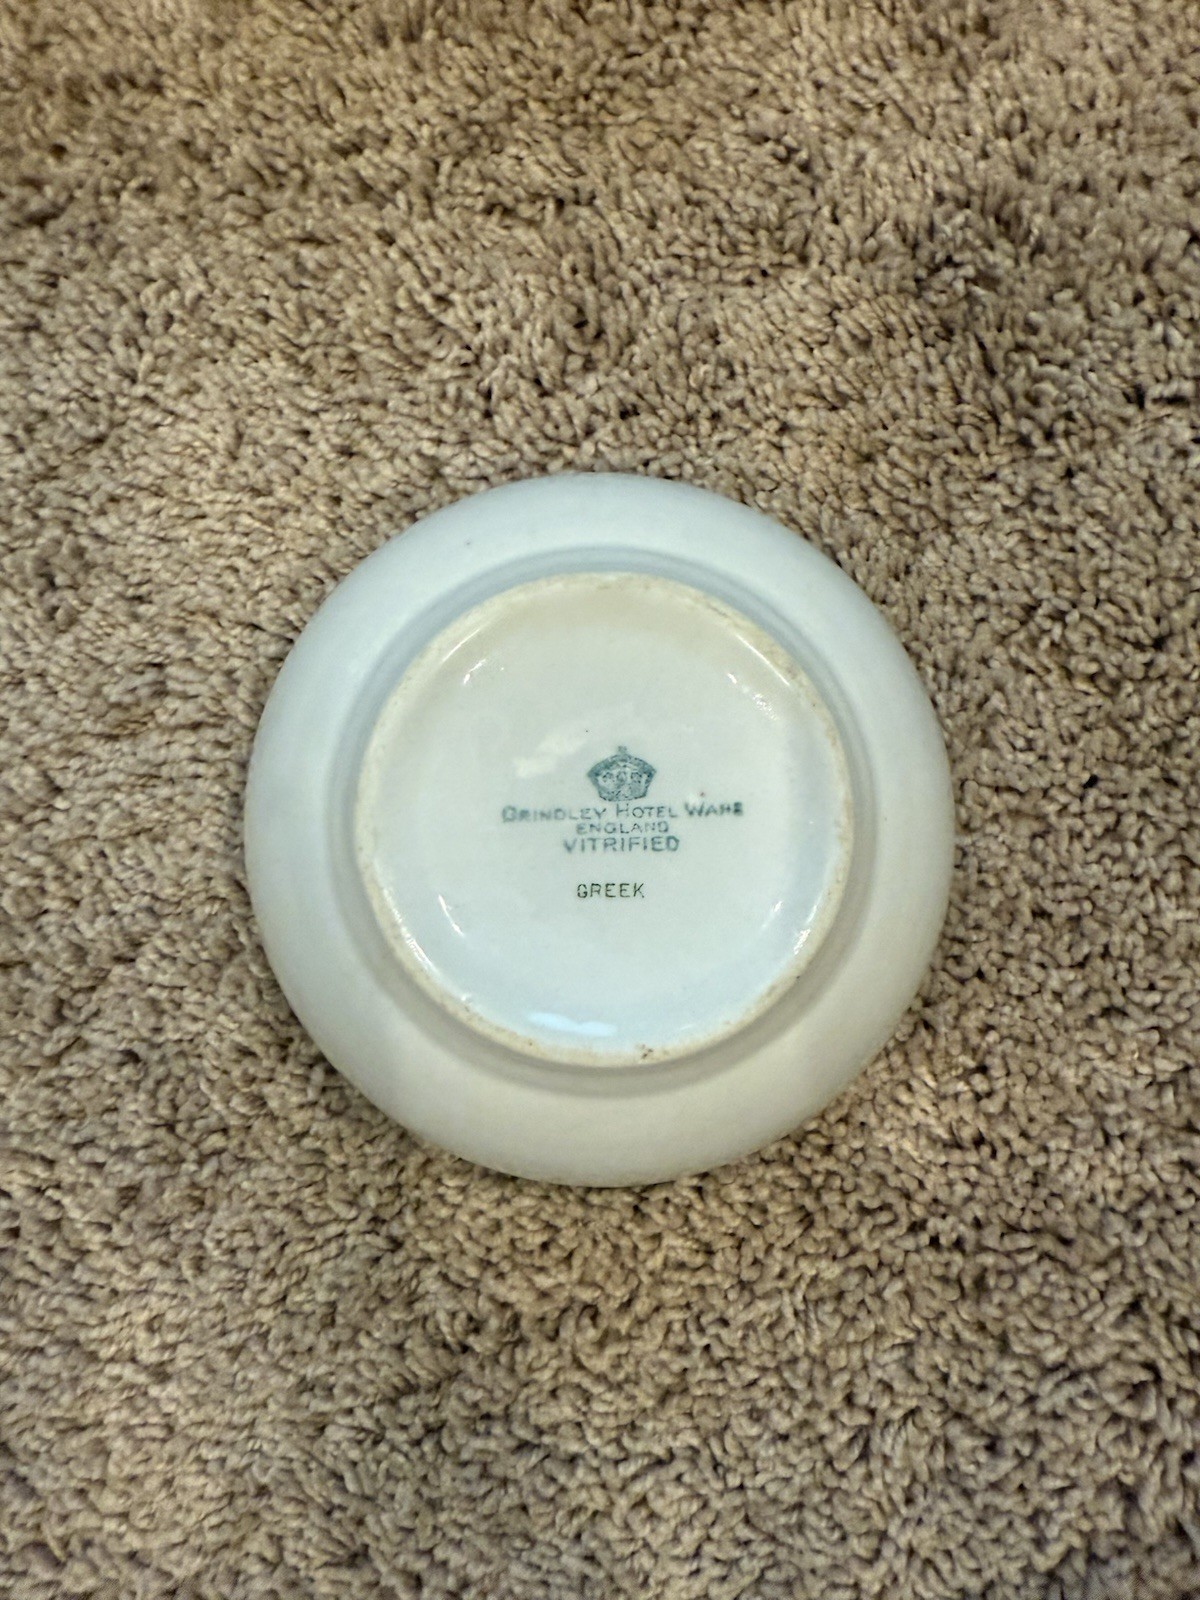 GRINDLEY HOTEL WARE
ENGLAND
VITRIFIED
GREEK